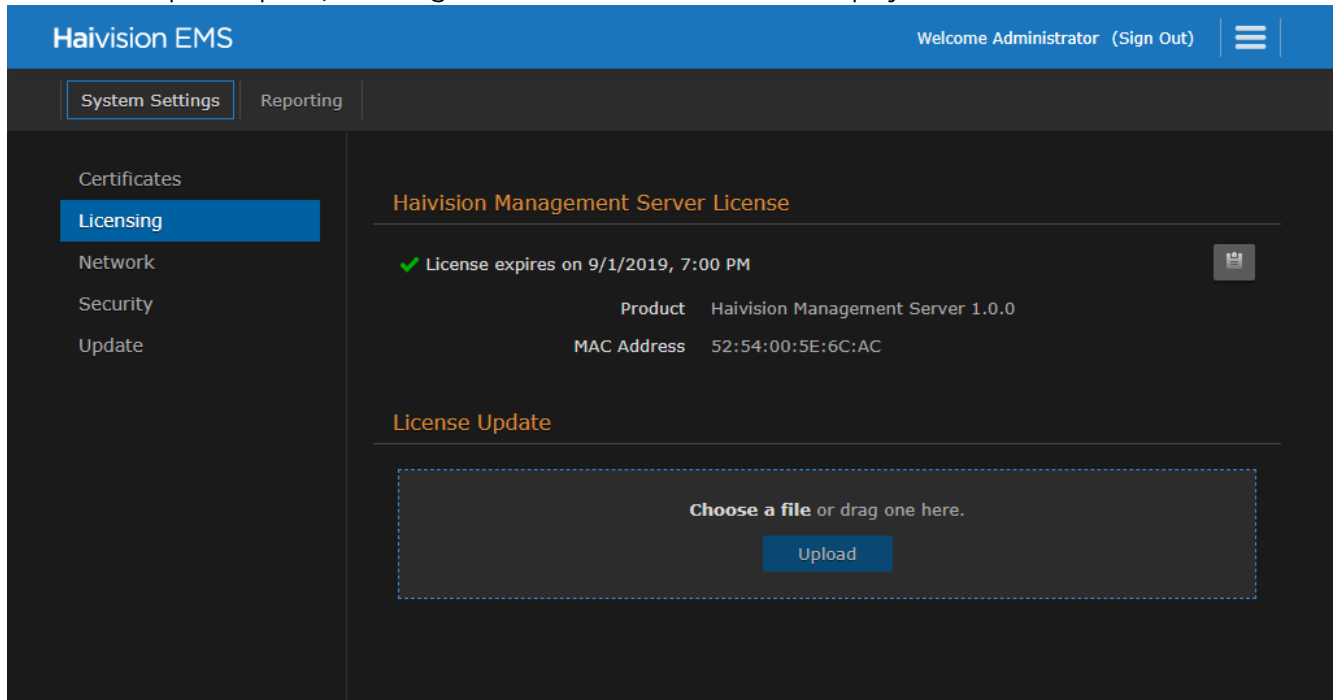 Haivision EMS
Welcome Administrator (Sign Out)
System Settings
Reporting
Certificates
Licensing
Network
Security
Update
Haivision Management Server License
License expires on 9/1/2019, 7:00 PM
Product Haivision Management Server 1.0.0
MAC Address 52:54:00:5E:6C:AC
License Update
Choose a file or drag one here.
Upload